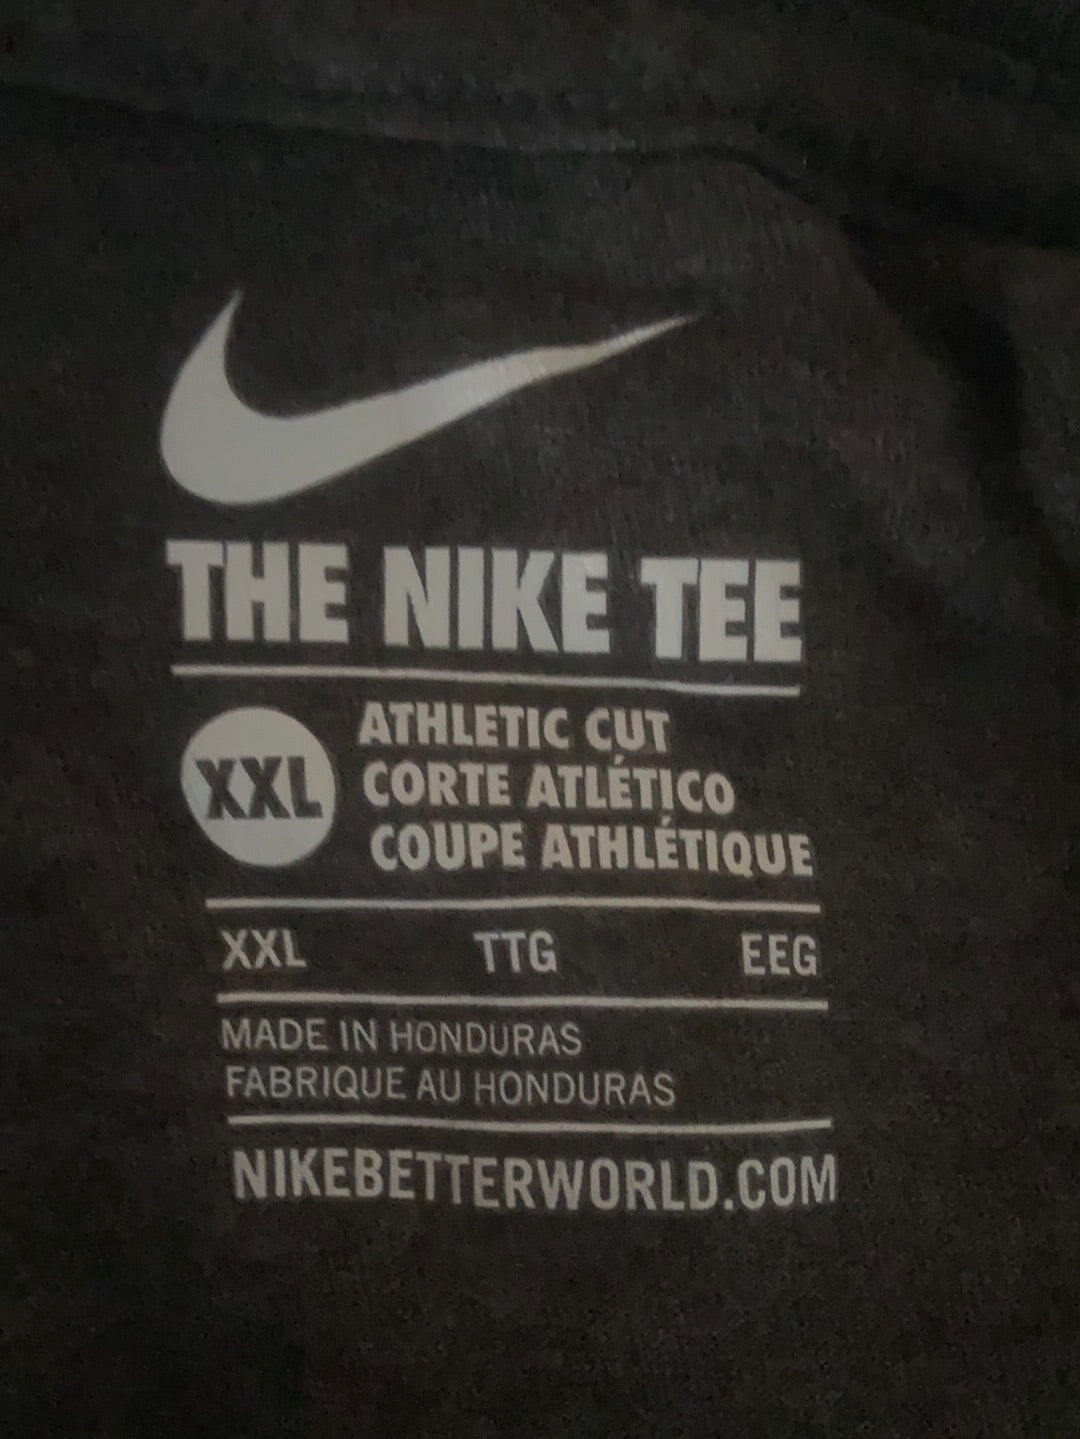 THE NIKE TEE
XXL
ATHLETIC CUT
CORTE ATLÉTICO
COUPE ATHLÉTIQUE
XXL TTG EEG
MADE IN HONDURAS
FABRIQUE AU HONDURAS
NIKEBETTERWORLD.COM